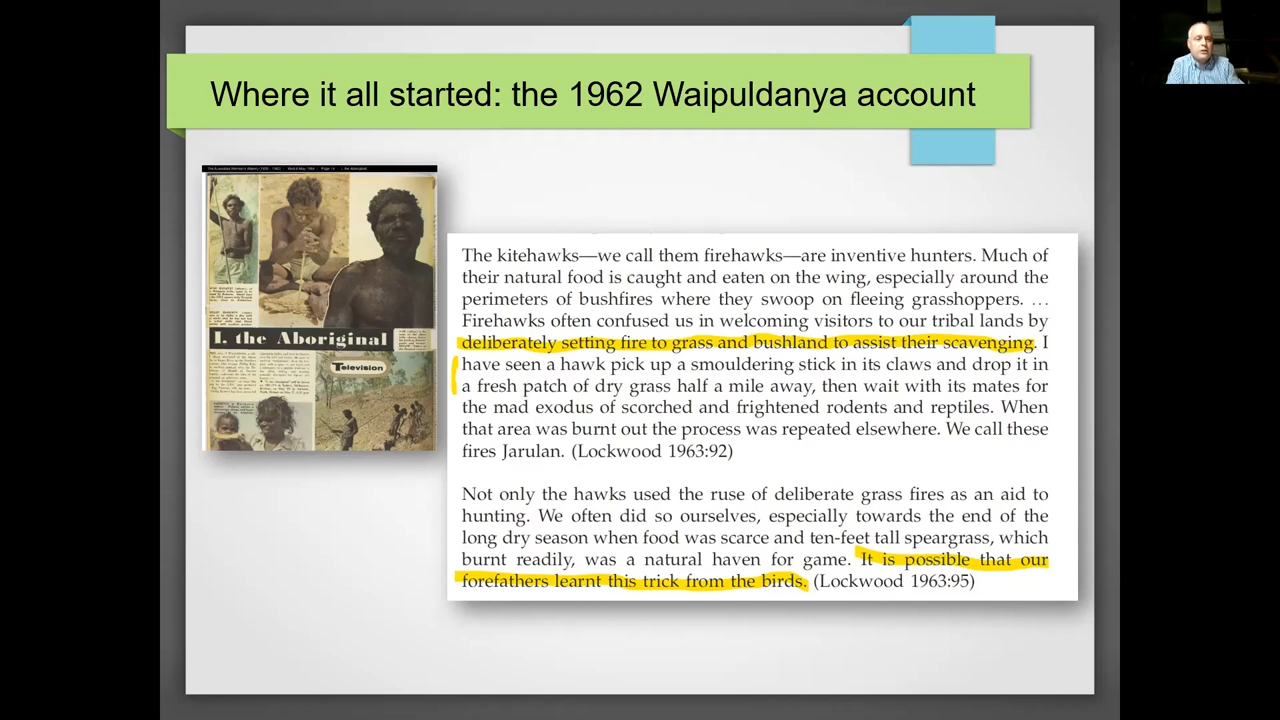 Where it all started: the 1962 Waipuldanya account
I, the Aboriginal
Television
The kitehawks—we call them firehawks—are inventive hunters. Much of
their natural food is caught and eaten on the wing, especially around the
perimeters of bushfires where they swoop on fleeing grasshoppers. …
Firehawks often confused us in welcoming visitors to our tribal lands by
deliberately setting fire to grass and bushland to assist their scavenging. I
have seen a hawk pick up a smouldering stick in its claws and drop it in
a fresh patch of dry grass half a mile away, then wait with its mates for
the mad exodus of scorched and frightened rodents and reptiles. When
that area was burnt out the process was repeated elsewhere. We call these
fires Jarulan. (Lockwood 1963:92)
Not only the hawks used the ruse of deliberate grass fires as an aid to
hunting. We often did so ourselves, especially towards the end of the
long dry season when food was scarce and ten-feet tall speargrass, which
burnt readily, was a natural haven for game. It is possible that our
forefathers learnt this trick from the birds. (Lockwood 1963:95)